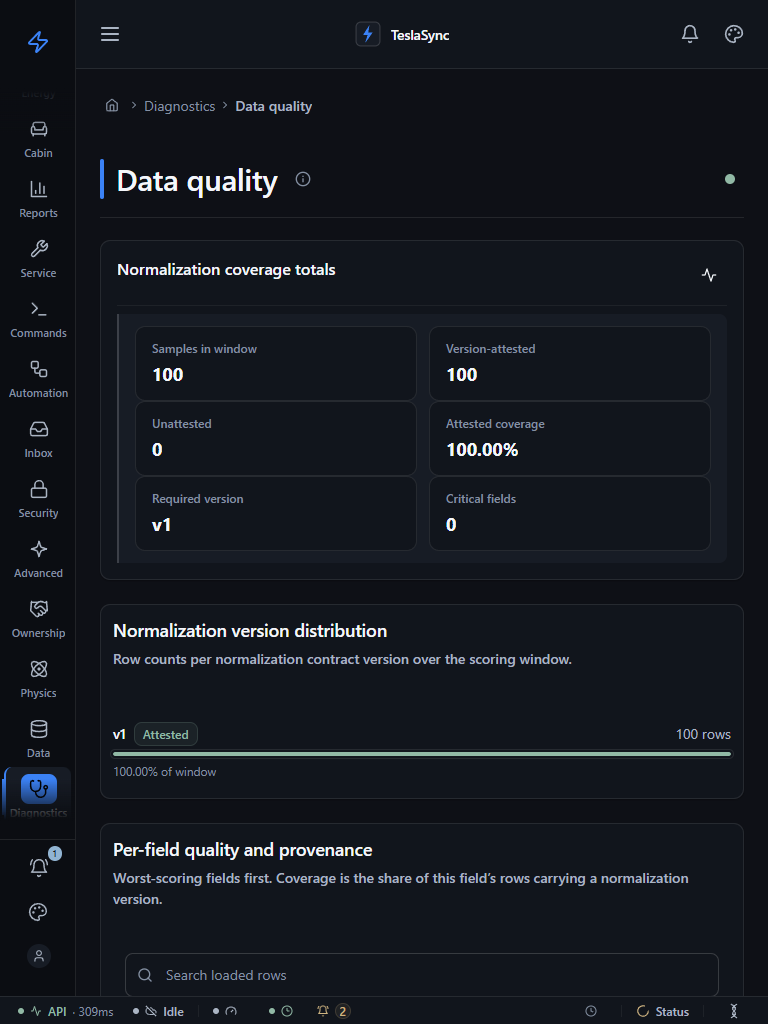 TeslaSync
Energy
Cabin
Reports
Service
Commands
Automation
Inbox
Security
Advanced
Ownership
Physics
Data
Diagnostics
1
Diagnostics
Data quality
Data quality
Normalization coverage totals
Samples in window
100
Version-attested
100
Unattested
0
Attested coverage
100.00%
Required version
v1
Critical fields
0
Normalization version distribution
Row counts per normalization contract version over the scoring window.
v1 Attested 100 rows
100.00% of window
Per-field quality and provenance
Worst-scoring fields first. Coverage is the share of this field's rows carrying a normalization
version.
Search loaded rows
API · 309ms Idle 2 Status